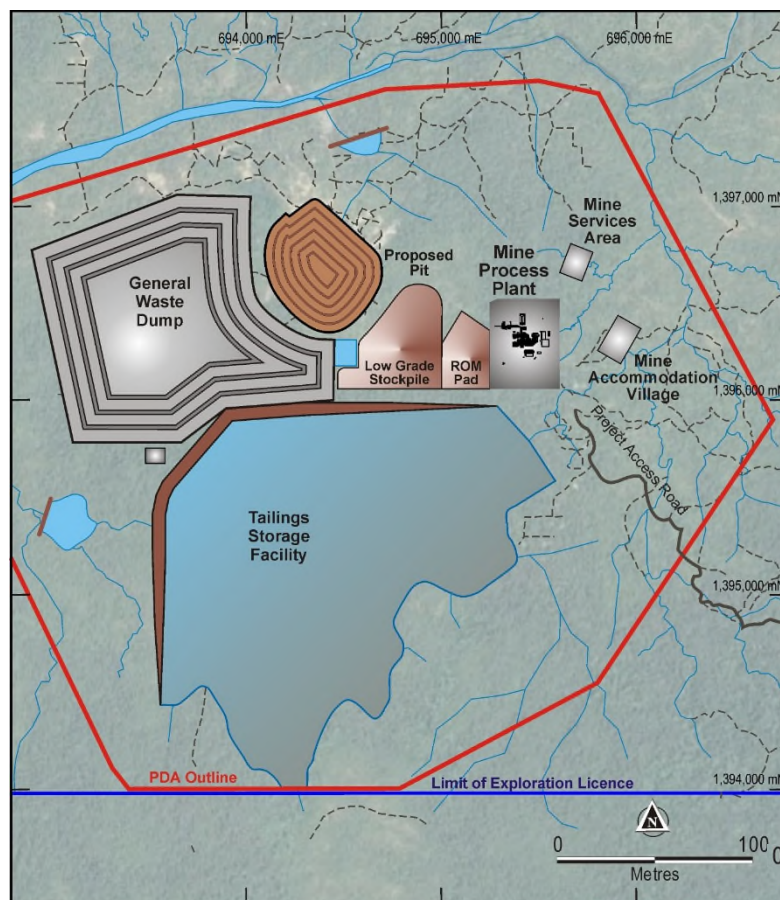 694,000 mE
695,000 mE
696,000 mE
1,397,000 mN
Mine
Services
Area
Proposed
Pit
Mine
Process
Plant
General
Waste
Dump
Low Grade
Stockpile
ROM
Pad
Mine
Accommodation
Village
1,396,000 mN
Project Access Road
Tailings
Storage
Facility
1,395,000 mN
PDA Outline
Limit of Exploration Licence
1,394,000 mN
N
0
100
0
Metres